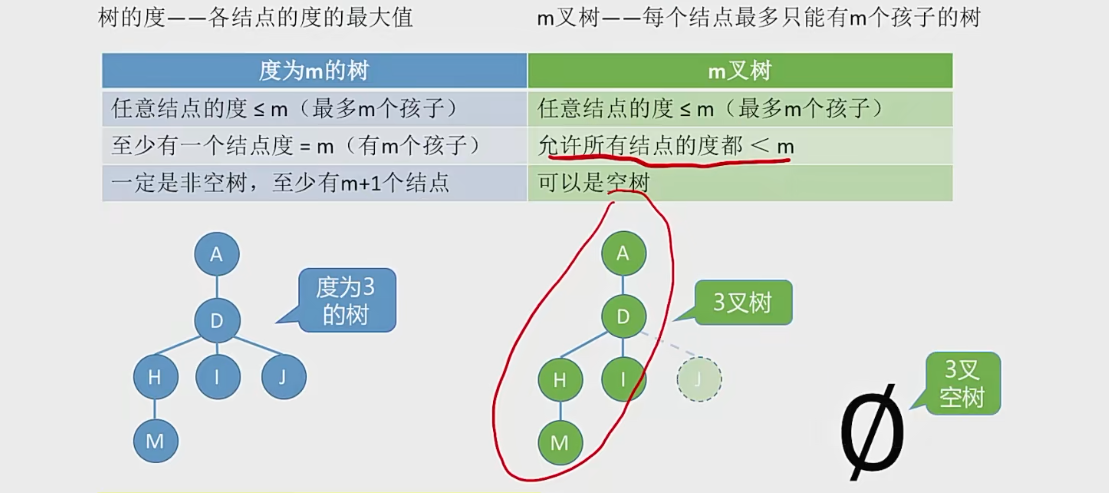 树的度——各结点的度的最大值
m叉树——每个结点最多只能有m个孩子的树
度为m的树
m叉树
任意结点的度 ≤ m（最多m个孩子）
任意结点的度 ≤ m（最多m个孩子）
至少有一个结点度 = m（有m个孩子）
允许所有结点的度都 < m
一定是非空树，至少有m+1个结点
可以是空树
A
D
H
I
J
M
度为3
的树
A
D
H
I
J
M
3叉树
Ø
3叉
空树